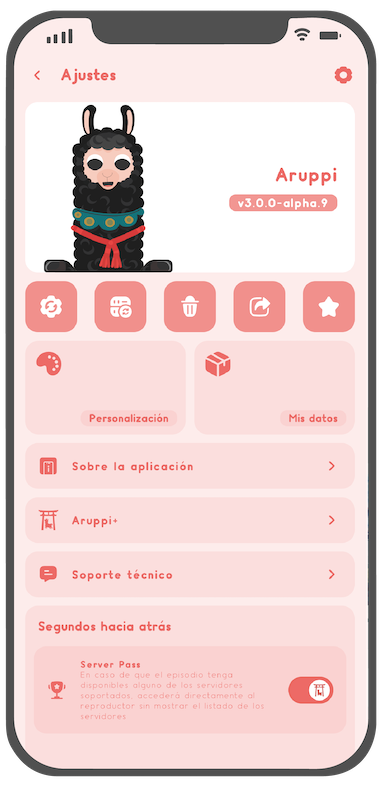 Ajustes
Aruppi
v3.0.0-alpha.9
Personalización
Mis datos
Sobre la aplicación
Aruppi+
Soporte técnico
Segundos hacia atrás
Server Pass
En caso de que el episodio tenga
disponibles alguno de los servidores
soportados, accederá directamente al
reproductor sin mostrar el listado de los
servidores